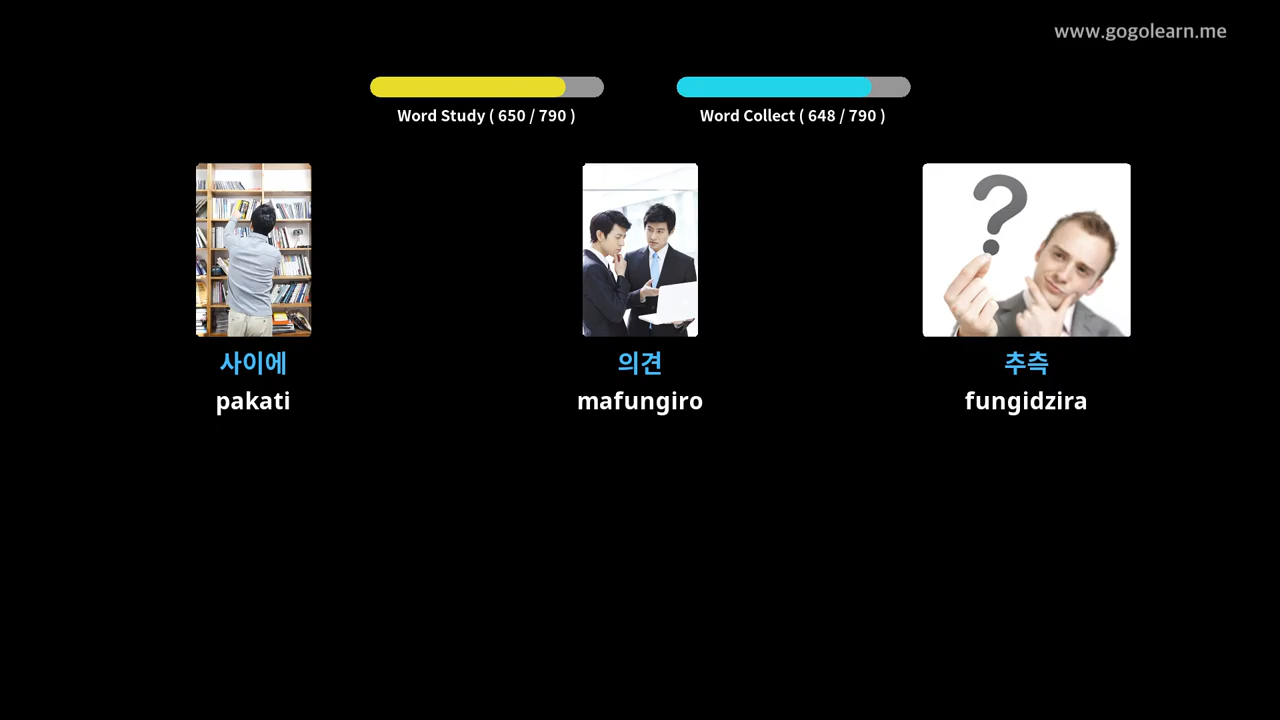 www.gogolearn.me
Word Study ( 650 / 790 )
Word Collect ( 648 / 790 )
사이에
pakati
의견
mafungiro
추측
fungidzira